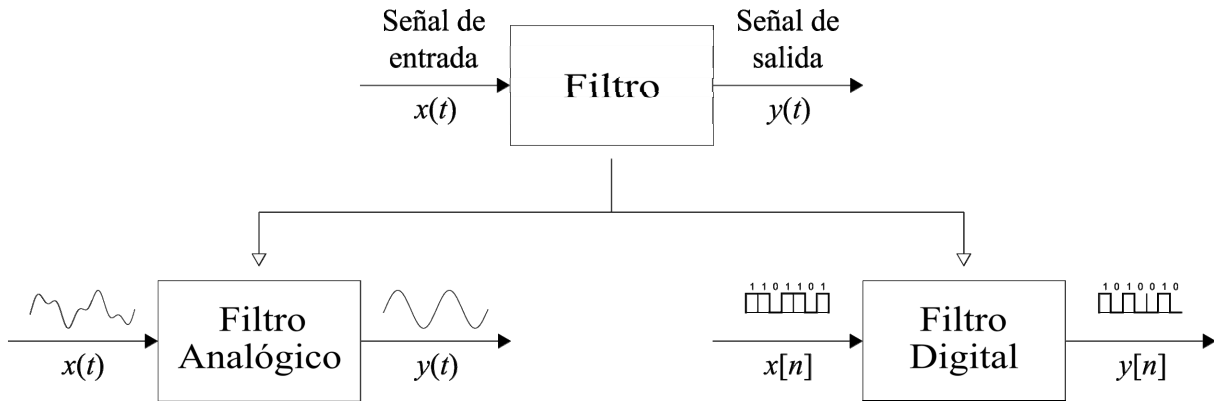 Señal de
entrada
x(t)
Filtro
Señal de
salida
y(t)
x(t)
Filtro
Analógico
y(t)
1 1 0 1 1 0 1
x[n]
Filtro
Digital
1 0 1 0 0 1 0
y[n]